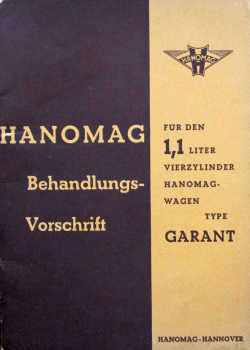 HANOMAG
HANOMAG
Behandlungs-
Vorschrift
FÜR DEN
1,1 LITER
VIERZYLINDER
HANOMAG-
WAGEN
TYPE
GARANT
HANOMAG-HANNOVER